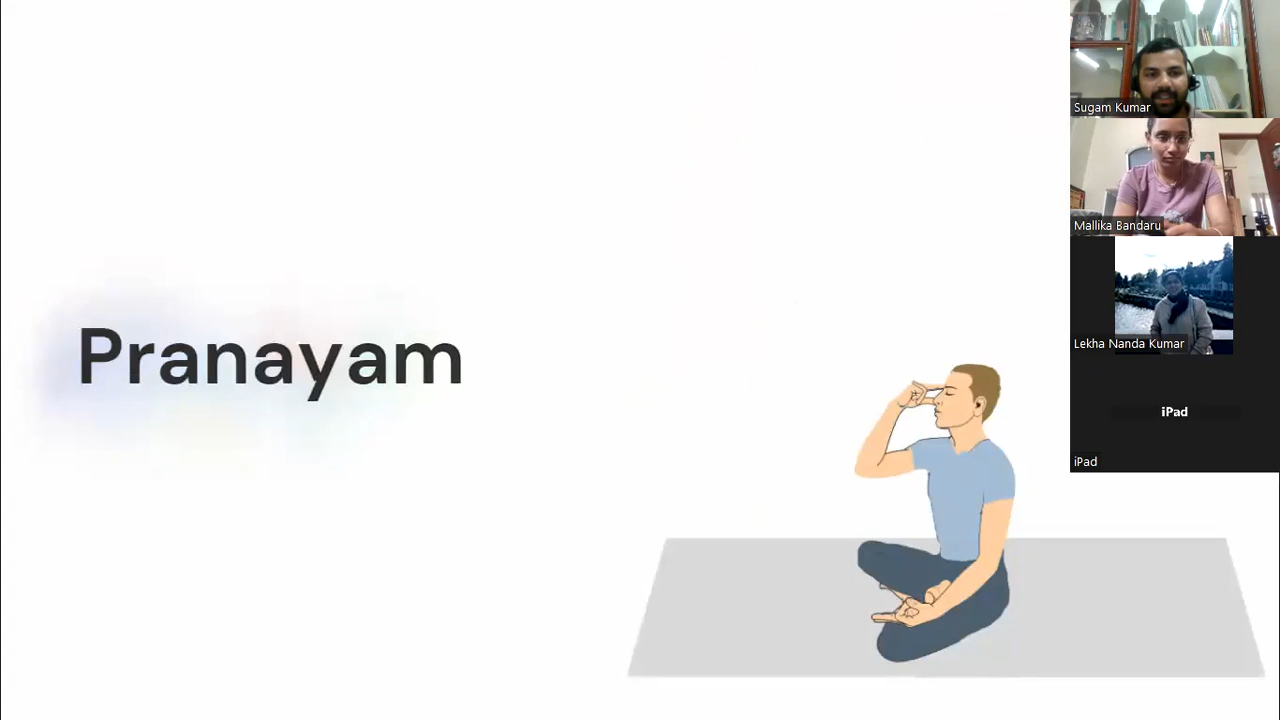 Pranayam
Sugam Kumar
Mallika Bandaru
Lekha Nanda Kumar
iPad
iPad